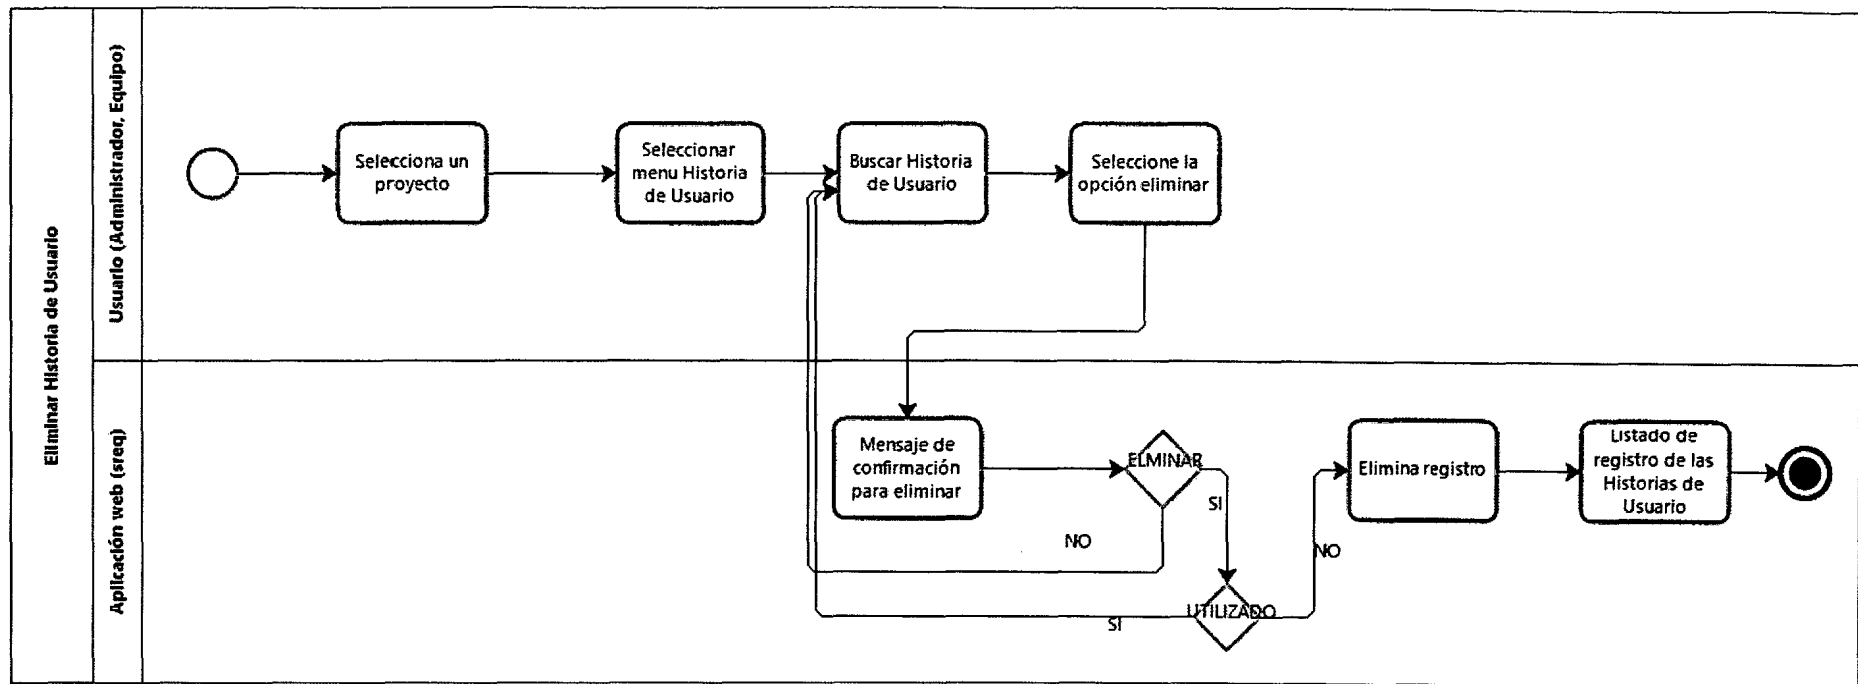 Eliminar Historia de Usuario
Usuario (Administrador, Equipo)
Selecciona un
proyecto
Seleccionar
menu Historia
de Usuario
Buscar Historia
de Usuario
Seleccione la
opción eliminar
Aplicación web (sreq)
Mensaje de
confirmación
para eliminar
ELMINAR
SI
NO
UTILIZADO
SI
NO
Elimina registro
Listado de
registro de las
Historias de
Usuario